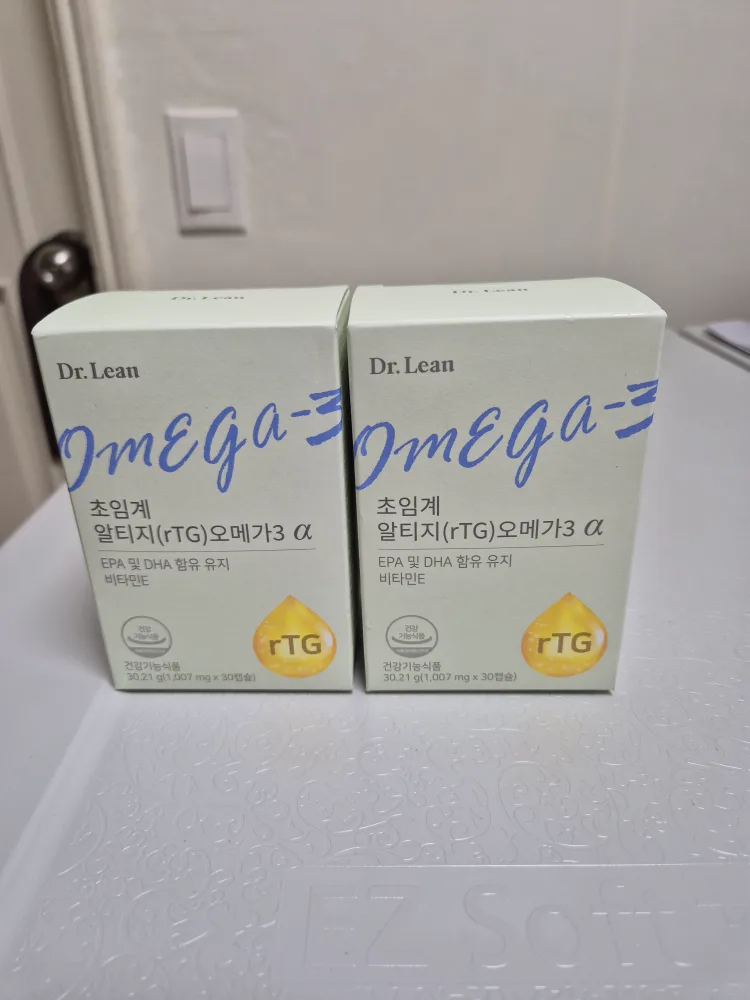 Dr. Lean
Dr. Lean
Omega-3
초임계
알티지(rTG)오메가3 α
EPA 및 DHA 함유 유지
비타민E
건강
기능식품
rTG
건강기능식품
30.21 g(1,007 mg x 30캡슐)
Dr. Lean
Dr. Lean
Omega-3
초임계
알티지(rTG)오메가3 α
EPA 및 DHA 함유 유지
비타민E
건강
기능식품
rTG
건강기능식품
30.21 g(1,007 mg x 30캡슐)
EZ Soft